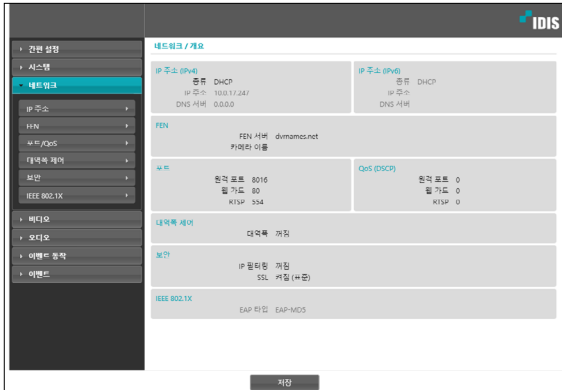 IDIS
간편 설정
시스템
네트워크
IP 주소
FEN
포트/QoS
대역폭 제어
보안
IEEE 802.1X
비디오
오디오
이벤트 동작
이벤트
네트워크 / 개요
IP 주소 (IPv4)
종류 DHCP
IP 주소 10.0.17.247
DNS 서버 0.0.0.0
IP 주소 (IPv6)
종류 DHCP
IP 주소
DNS 서버
FEN
FEN 서버 dvrnames.net
카메라 이름
포트
원격 포트 8016
웹 가드 80
RTSP 554
QoS (DSCP)
원격 포트 0
웹 가드 0
RTSP 0
대역폭 제어
대역폭 꺼짐
보안
IP 필터링 꺼짐
SSL 켜짐 (표준)
IEEE 802.1X
EAP 타입 EAP-MD5
저장